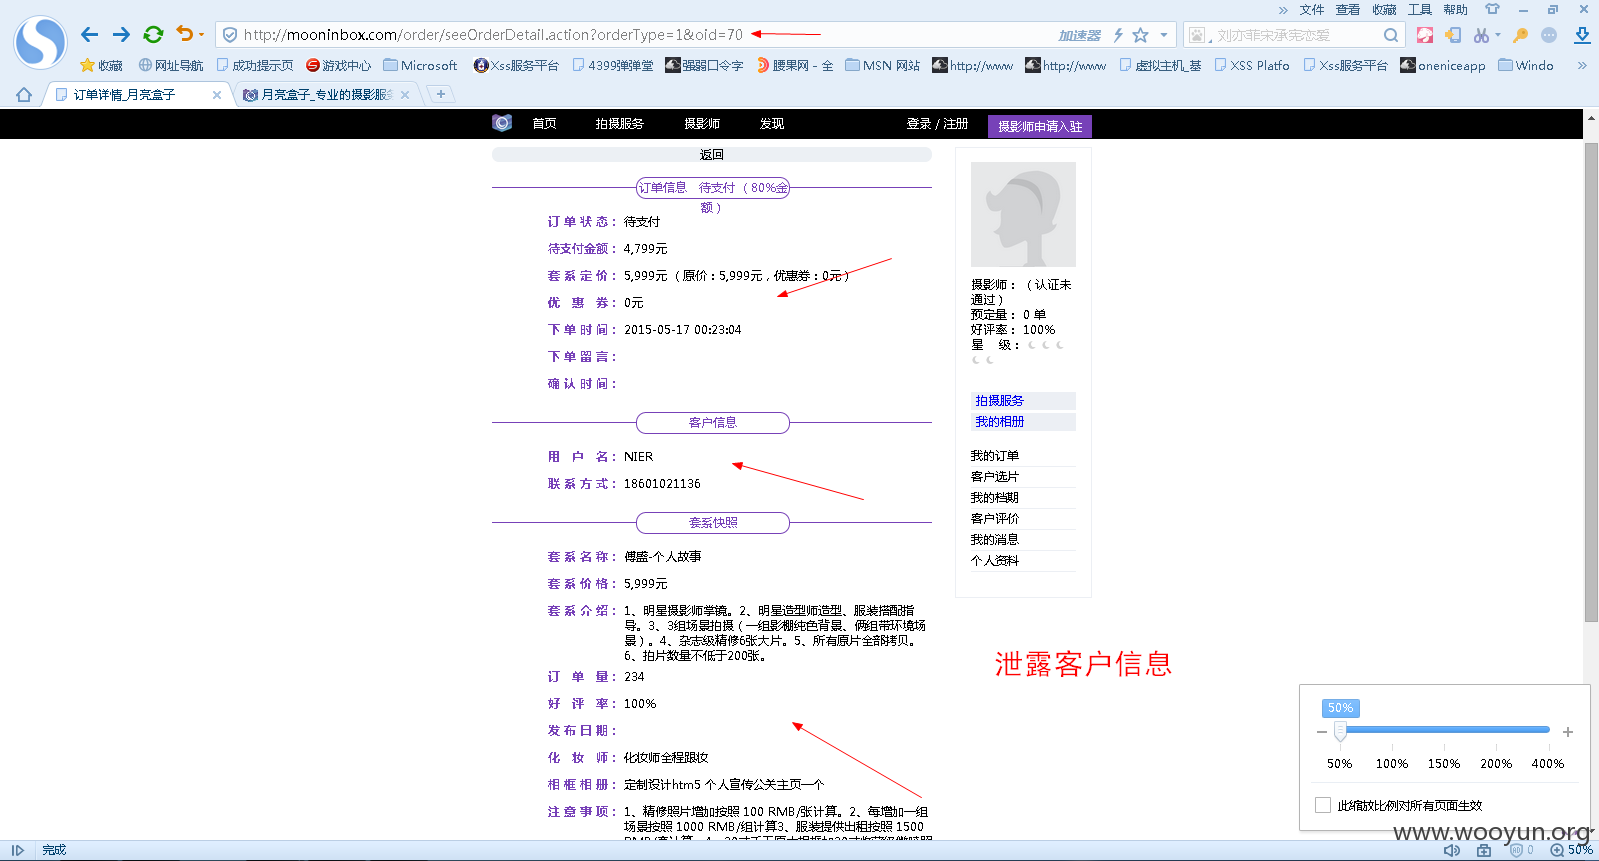 » 文件 查看 收藏 工具 帮助
http://mooninbox.com/order/seeOrderDetail.action?orderType=1&oid=70 加速器 刘亦菲宋承宪恋爱
收藏 网址导航 成功提示页 游戏中心 Microsoft Xss服务平台 4399弹弹堂 强弱口令字 腰果网 - 全 MSN 网站 http://www http://www 虚拟主机_基 XSS Platfo Xss服务平台 oneniceapp Windo »
订单详情_月亮盒子 月亮盒子_专业的摄影服务
首页 拍摄服务 摄影师 发现 登录 / 注册 摄影师申请入驻
返回
订单信息 待支付（80%金
额）
订单状态： 待支付
待支付金额： 4,799元
套系定价： 5,999元（原价：5,999元，优惠券：0元）
优惠券： 0元
下单时间： 2015-05-17 00:23:04
下单留言：
确认时间：
客户信息
用户名： NIER
联系方式： 18601021136
套系快照
套系名称： 傅盛-个人故事
套系价格： 5,999元
套系介绍： 1、明星摄影师掌镜。2、明星造型师造型、服装搭配指
导。3、3组场景拍摄（一组影棚纯色背景、俩组带环境场
景）。4、杂志级精修6张大片。5、所有原片全部拷贝。
6、拍片数量不低于200张。
订单量： 234
好评率： 100%
发布日期：
化妆师： 化妆师全程跟妆
相框相册： 定制设计htm5 个人宣传公关主页一个
注意事项： 1、精修照片增加按照 100 RMB/张计算。2、每增加一组
场景按照 1000 RMB/组计算3、服装提供出租按照 1500
摄影师：（认证未
通过）
预定量： 0 单
好评率： 100%
星 级：
拍摄服务
我的相册
我的订单
客户选片
我的档期
客户评价
我的消息
个人资料
泄露客户信息
50%
50% 100% 150% 200% 400%
此缩放比例对所有页面生效
www.wooyun.org
完成 0 50%